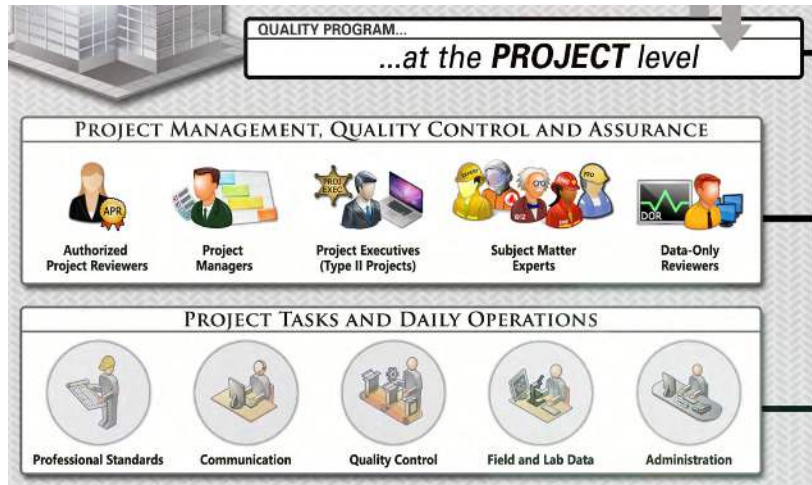 QUALITY PROGRAM...
...at the PROJECT level
PROJECT MANAGEMENT, QUALITY CONTROL AND ASSURANCE
APR
PROJ
EXEC
DOR
Authorized
Project Reviewers
Project
Managers
Project Executives
(Type II Projects)
Subject Matter
Experts
Data-Only
Reviewers
PROJECT TASKS AND DAILY OPERATIONS
Professional Standards
Communication
Quality Control
Field and Lab Data
Administration